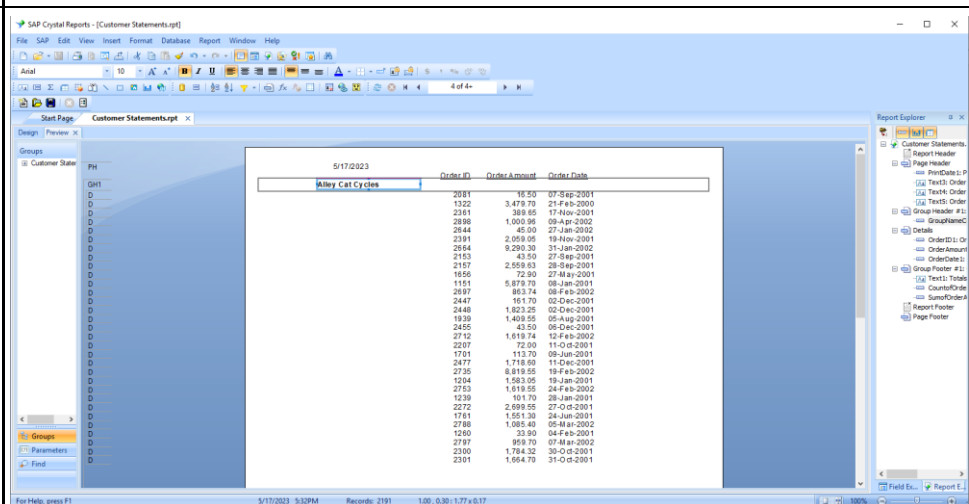 SAP Crystal Reports - [Customer Statements.rpt]
File SAP Edit View Insert Format Database Report Window Help
Arial 10
4 of 4+
Start Page Customer Statements.rpt
Design Preview
Groups
Customer State
PH 5/17/2023
Order ID Order Amount Order Date
GH1 Alley Cat Cycles
D 2081 16.50 07-Sep-2001
D 1322 3,479.70 21-Feb-2000
D 2361 389.65 17-Nov-2001
D 2898 1,000.96 09-Apr-2002
D 2644 45.00 27-Jan-2002
D 2391 2,059.05 19-Nov-2001
D 2664 9,290.30 31-Jan-2002
D 2153 43.50 27-Sep-2001
D 2157 2,559.63 28-Sep-2001
D 1656 72.90 27-May-2001
D 1151 5,879.70 08-Jan-2001
D 2697 863.74 08-Feb-2002
D 2447 161.70 02-Dec-2001
D 2448 1,823.25 02-Dec-2001
D 1939 1,409.55 05-Aug-2001
D 2455 43.50 06-Dec-2001
D 2712 1,619.74 12-Feb-2002
D 2207 72.00 11-Oct-2001
D 1701 113.70 09-Jun-2001
D 2477 1,718.60 11-Dec-2001
D 2735 8,819.55 19-Feb-2002
D 1204 1,583.05 19-Jan-2001
D 2753 1,619.55 24-Feb-2002
D 1239 101.70 28-Jan-2001
D 2272 2,699.55 27-Oct-2001
D 1761 1,551.30 24-Jun-2001
D 2788 1,085.40 05-Mar-2002
D 1260 33.90 04-Feb-2001
D 2797 959.70 07-Mar-2002
D 2300 1,784.32 30-Oct-2001
D 2301 1,664.70 31-Oct-2001
Groups
Parameters
Find
Report Explorer
Customer Statements.
Report Header
Page Header
PrintDate1: P
Text3: Order
Text4: Order
Text5: Order
Group Header #1:
GroupNameC
Details
OrderID1: Or
OrderAmount
OrderDate1:
Group Footer #1:
Text1: Totals
CountofOrde
SumofOrderA
Report Footer
Page Footer
Field Ex... Report E...
For Help, press F1 5/17/2023 5:32PM Records: 2191 1.00 , 0.30 : 1.77 x 0.17 100%